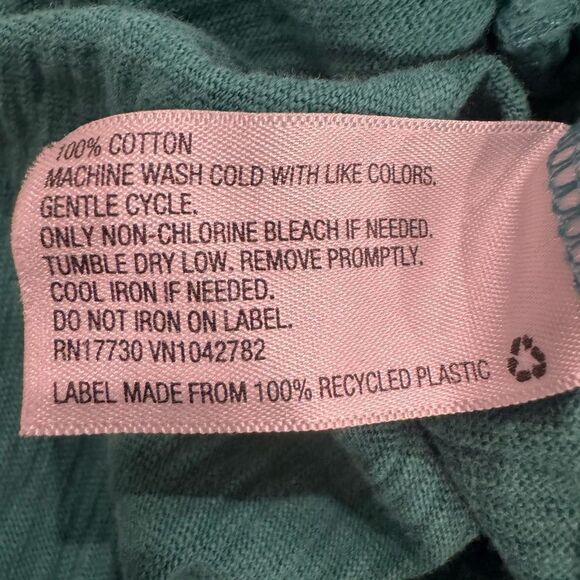 100% COTTON
MACHINE WASH COLD WITH LIKE COLORS.
GENTLE CYCLE.
ONLY NON-CHLORINE BLEACH IF NEEDED.
TUMBLE DRY LOW. REMOVE PROMPTLY.
COOL IRON IF NEEDED.
DO NOT IRON ON LABEL.
RN17730 VN1042782
LABEL MADE FROM 100% RECYCLED PLASTIC